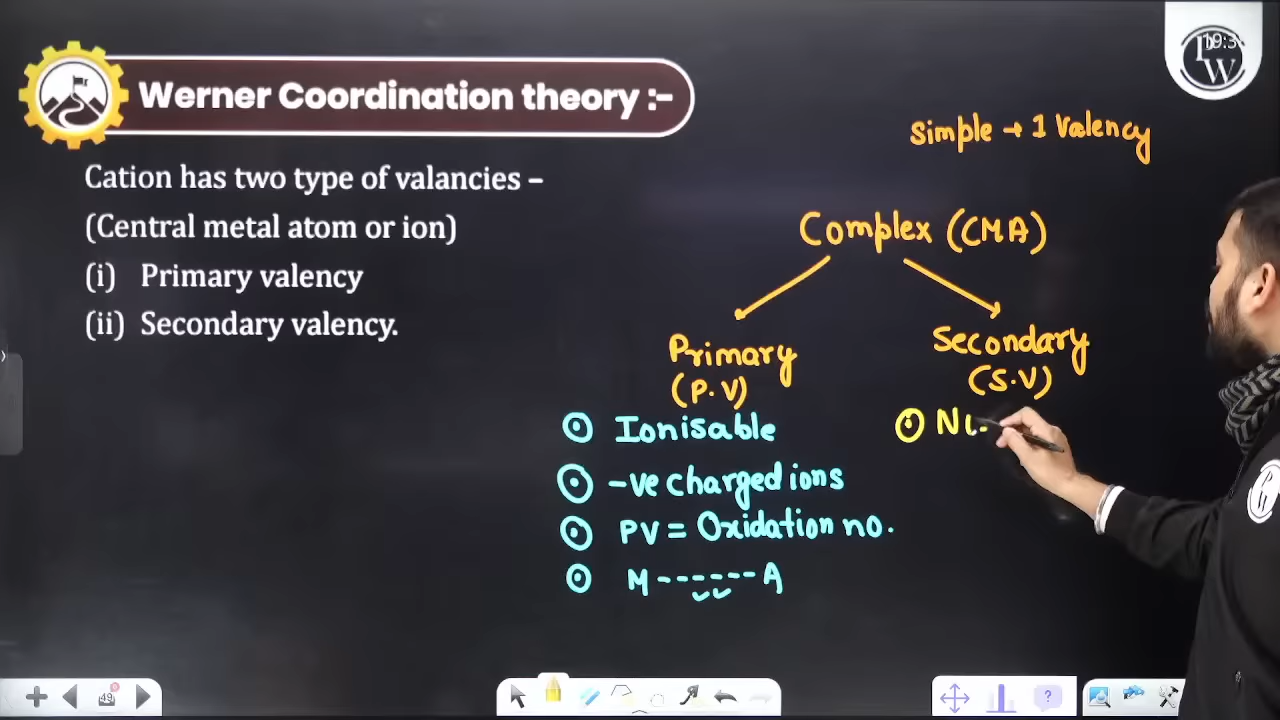 Werner Coordination theory :-
Cation has two type of valancies –
(Central metal atom or ion)
(i) Primary valency
(ii) Secondary valency.
Simple → 1 Valency
Complex (CMA)
Primary
(P.V)
Ionisable
-ve charged ions
PV = Oxidation no.
M ------ A
Secondary
(S.V)
49